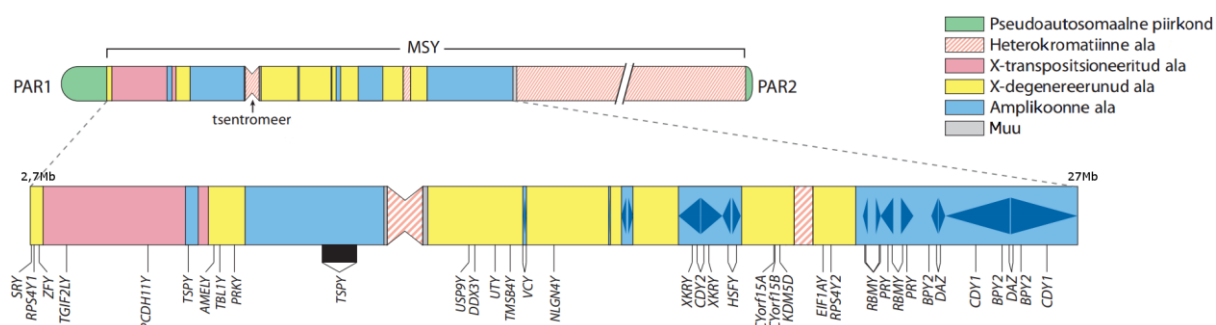 MSY
PAR1
PAR2
tsentromeer
Pseudoautosomaalne piirkond
Heterokromatiinne ala
X-transpositsioneeritud ala
X-degenereerunud ala
Amplikoonne ala
Muu
2,7Mb
27Mb
SRY
RPS4Y1
ZFY
TGIF2LY
PCDH11Y
TSPY
AMELY
TBL1Y
PRKY
TSPY
USP9Y
DDX3Y
UTY
TMSB4Y
VCY
NLGN4Y
XKRY
CDY2
XKRY
HSFY
CYorf15A
CYorf15B
KDM5D
EIF1AY
RPS4Y2
RBMY
PRY
RBMY
PRY
BPY2
DAZ
CDY1
BPY2
DAZ
BPY2
CDY1